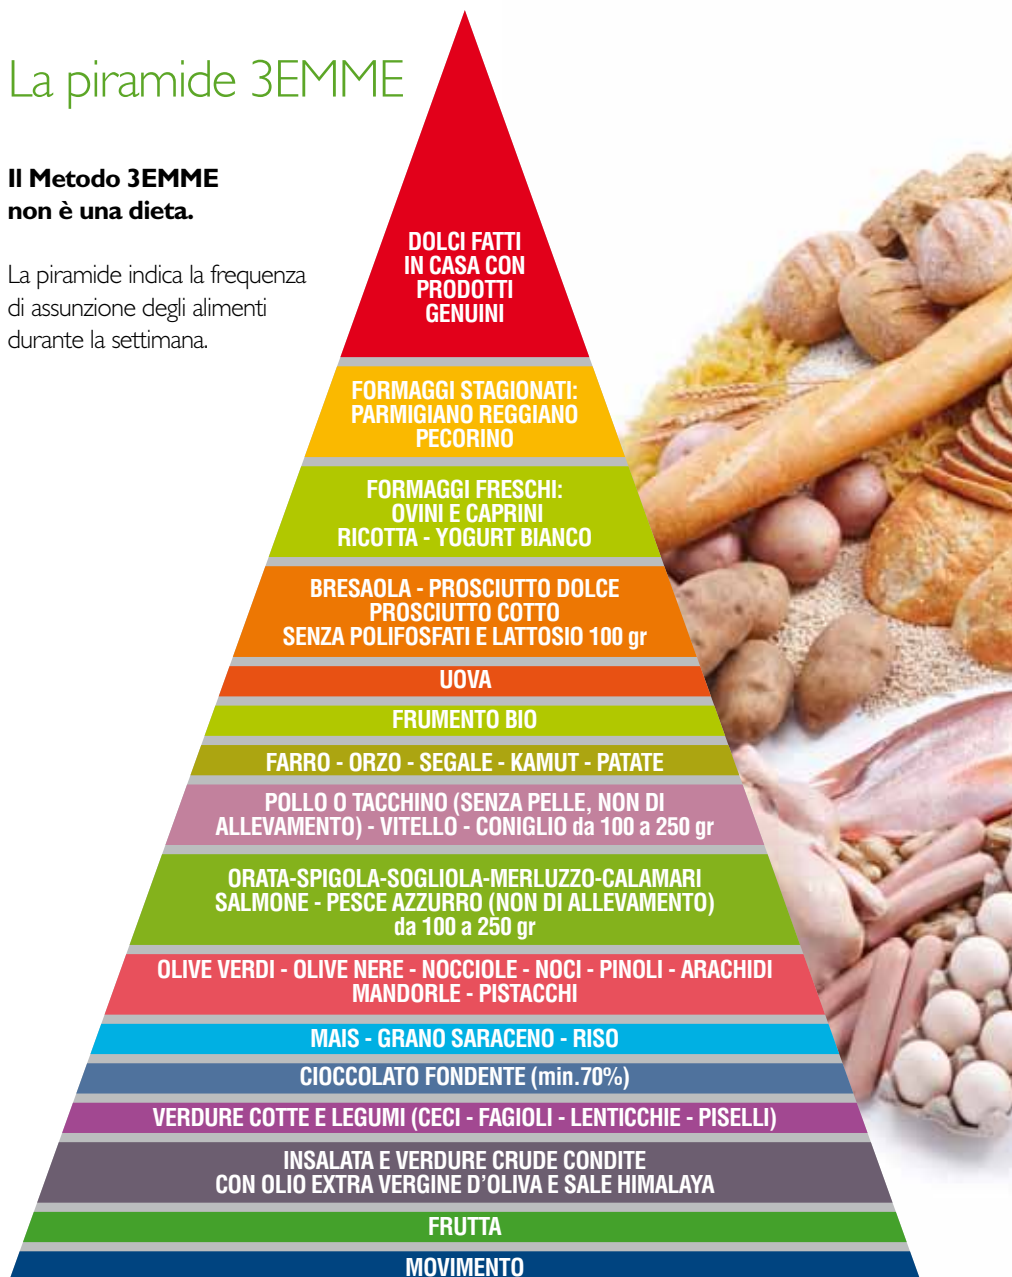 La piramide 3EMME
Il Metodo 3EMME
non è una dieta.
La piramide indica la frequenza
di assunzione degli alimenti
durante la settimana.
DOLCI FATTI
IN CASA CON
PRODOTTI
GENUINI
FORMAGGI STAGIONATI:
PARMIGIANO REGGIANO
PECORINO
FORMAGGI FRESCHI:
OVINI E CAPRINI
RICOTTA - YOGURT BIANCO
BRESAOLA - PROSCIUTTO DOLCE
PROSCIUTTO COTTO
SENZA POLIFOSFATI E LATTOSIO 100 gr
UOVA
FRUMENTO BIO
FARRO - ORZO - SEGALE - KAMUT - PATATE
POLLO O TACCHINO (SENZA PELLE, NON DI
ALLEVAMENTO) - VITELLO - CONIGLIO da 100 a 250 gr
ORATA-SPIGOLA-SOGLIOLA-MERLUZZO-CALAMARI
SALMONE - PESCE AZZURRO (NON DI ALLEVAMENTO)
da 100 a 250 gr
OLIVE VERDI - OLIVE NERE - NOCCIOLE - NOCI - PINOLI - ARACHIDI
MANDORLE - PISTACCHI
MAIS - GRANO SARACENO - RISO
CIOCCOLATO FONDENTE (min.70%)
VERDURE COTTE E LEGUMI (CECI - FAGIOLI - LENTICCHIE - PISELLI)
INSALATA E VERDURE CRUDE CONDITE
CON OLIO EXTRA VERGINE D'OLIVA E SALE HIMALAYA
FRUTTA
MOVIMENTO